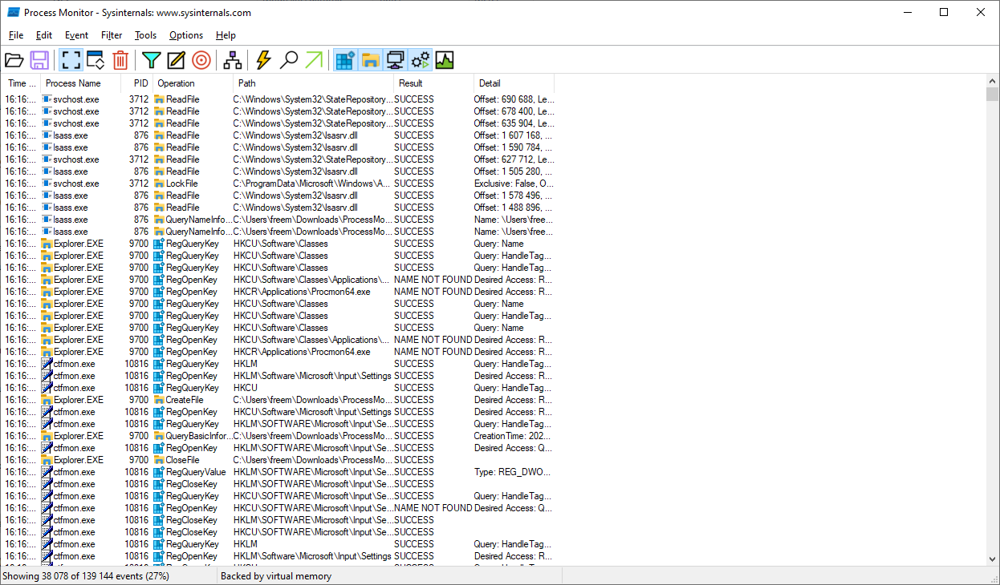 Process Monitor - Sysinternals: www.sysinternals.com
File Edit Event Filter Tools Options Help
Time ... Process Name PID Operation Path Result Detail
16:16:... svchost.exe 3712 ReadFile C:\Windows\System32\StateRepository... SUCCESS Offset: 690 688, Le...
16:16:... svchost.exe 3712 ReadFile C:\Windows\System32\StateRepository... SUCCESS Offset: 678 400, Le...
16:16:... svchost.exe 3712 ReadFile C:\Windows\System32\StateRepository... SUCCESS Offset: 635 904, Le...
16:16:... lsass.exe 876 ReadFile C:\Windows\System32\lsasrv.dll SUCCESS Offset: 1 607 168, ...
16:16:... lsass.exe 876 ReadFile C:\Windows\System32\lsasrv.dll SUCCESS Offset: 1 590 784, ...
16:16:... svchost.exe 3712 ReadFile C:\Windows\System32\StateRepository... SUCCESS Offset: 627 712, Le...
16:16:... lsass.exe 876 ReadFile C:\Windows\System32\lsasrv.dll SUCCESS Offset: 1 505 280, ...
16:16:... svchost.exe 3712 LockFile C:\ProgramData\Microsoft\Windows\A... SUCCESS Exclusive: False, O...
16:16:... lsass.exe 876 ReadFile C:\Windows\System32\lsasrv.dll SUCCESS Offset: 1 578 496, ...
16:16:... lsass.exe 876 ReadFile C:\Windows\System32\lsasrv.dll SUCCESS Offset: 1 488 896, ...
16:16:... lsass.exe 876 QueryNameInfo... C:\Users\freem\Downloads\ProcessMo... SUCCESS Name: \Users\free...
16:16:... lsass.exe 876 QueryNameInfo... C:\Users\freem\Downloads\ProcessMo... SUCCESS Name: \Users\free...
16:16:... Explorer.EXE 9700 RegQueryKey HKCU\Software\Classes SUCCESS Query: Name
16:16:... Explorer.EXE 9700 RegQueryKey HKCU\Software\Classes SUCCESS Query: HandleTag...
16:16:... Explorer.EXE 9700 RegQueryKey HKCU\Software\Classes SUCCESS Query: HandleTag...
16:16:... Explorer.EXE 9700 RegOpenKey HKCU\Software\Classes\Applications\... NAME NOT FOUND Desired Access: R...
16:16:... Explorer.EXE 9700 RegOpenKey HKCR\Applications\Procmon64.exe NAME NOT FOUND Desired Access: R...
16:16:... Explorer.EXE 9700 RegQueryKey HKCU\Software\Classes SUCCESS Query: Name
16:16:... Explorer.EXE 9700 RegQueryKey HKCU\Software\Classes SUCCESS Query: HandleTag...
16:16:... Explorer.EXE 9700 RegQueryKey HKCU\Software\Classes SUCCESS Query: Name
16:16:... Explorer.EXE 9700 RegOpenKey HKCU\Software\Classes\Applications\... NAME NOT FOUND Desired Access: R...
16:16:... Explorer.EXE 9700 RegOpenKey HKCR\Applications\Procmon64.exe NAME NOT FOUND Desired Access: R...
16:16:... ctfmon.exe 10816 RegQueryKey HKLM SUCCESS Query: HandleTag...
16:16:... ctfmon.exe 10816 RegOpenKey HKLM\Software\Microsoft\Input\Settings SUCCESS Desired Access: R...
16:16:... ctfmon.exe 10816 RegQueryKey HKCU SUCCESS Query: HandleTag...
16:16:... Explorer.EXE 9700 CreateFile C:\Users\freem\Downloads\ProcessMo... SUCCESS Desired Access: R...
16:16:... ctfmon.exe 10816 RegOpenKey HKCU\Software\Microsoft\Input\Settings SUCCESS Desired Access: R...
16:16:... ctfmon.exe 10816 RegQueryKey HKLM\SOFTWARE\Microsoft\Input\Se... SUCCESS Query: HandleTag...
16:16:... Explorer.EXE 9700 QueryBasicInfor... C:\Users\freem\Downloads\ProcessMo... SUCCESS CreationTime: 202...
16:16:... ctfmon.exe 10816 RegOpenKey HKLM\SOFTWARE\Microsoft\Input\Se... SUCCESS Desired Access: Q...
16:16:... Explorer.EXE 9700 CloseFile C:\Users\freem\Downloads\ProcessMo... SUCCESS
16:16:... ctfmon.exe 10816 RegQueryValue HKLM\SOFTWARE\Microsoft\Input\Se... SUCCESS Type: REG_DWO...
16:16:... ctfmon.exe 10816 RegCloseKey HKLM\SOFTWARE\Microsoft\Input\Se... SUCCESS
16:16:... ctfmon.exe 10816 RegQueryKey HKCU\SOFTWARE\Microsoft\Input\Se... SUCCESS Query: HandleTag...
16:16:... ctfmon.exe 10816 RegOpenKey HKCU\SOFTWARE\Microsoft\Input\Se... NAME NOT FOUND Desired Access: Q...
16:16:... ctfmon.exe 10816 RegCloseKey HKLM\SOFTWARE\Microsoft\Input\Se... SUCCESS
16:16:... ctfmon.exe 10816 RegCloseKey HKCU\SOFTWARE\Microsoft\Input\Se... SUCCESS
16:16:... ctfmon.exe 10816 RegQueryKey HKLM SUCCESS Query: HandleTag...
16:16:... ctfmon.exe 10816 RegOpenKey HKLM\Software\Microsoft\Input\Settings SUCCESS Desired Access: R...
Showing 38 078 of 139 144 events (27%) Backed by virtual memory